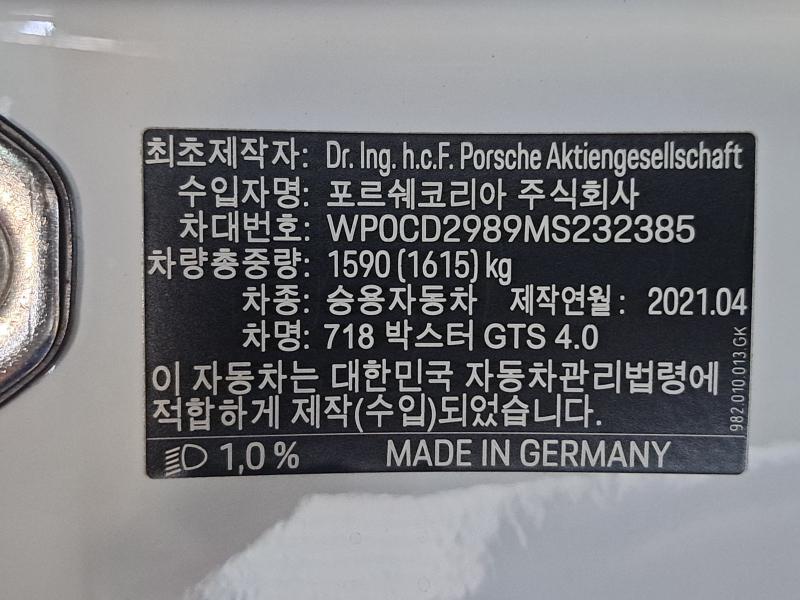 최초제작자: Dr. Ing. h.c.F. Porsche Aktiengesellschaft
수입자명: 포르쉐코리아 주식회사
차대번호: WP0CD2989MS232385
차량총중량: 1590 (1615) kg
차종: 승용자동차 제작연월: 2021.04
차명: 718 박스터 GTS 4.0
이 자동차는 대한민국 자동차관리법령에
적합하게 제작(수입)되었습니다.
982.010.013.GK
1,0 % MADE IN GERMANY